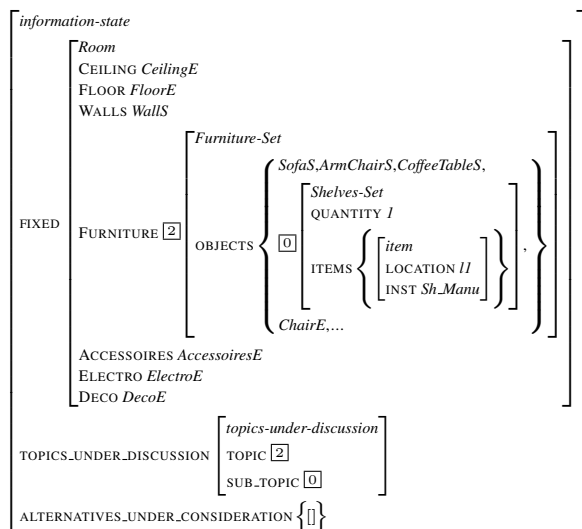 information-state
Room
CEILING CeilingE
FLOOR FloorE
WALLS WallS
Furniture-Set
SofaS,ArmChairS,CoffeeTableS,
Shelves-Set
QUANTITY 1
FIXED FURNITURE 2 OBJECTS 0 ITEMS item ,
LOCATION l1
INST Sh_Manu
ChairE,...
ACCESSOIRES AccessoiresE
ELECTRO ElectroE
DECO DecoE
topics-under-discussion
TOPICS_UNDER_DISCUSSION TOPIC 2
SUB_TOPIC 0
ALTERNATIVES_UNDER_CONSIDERATION {[]}